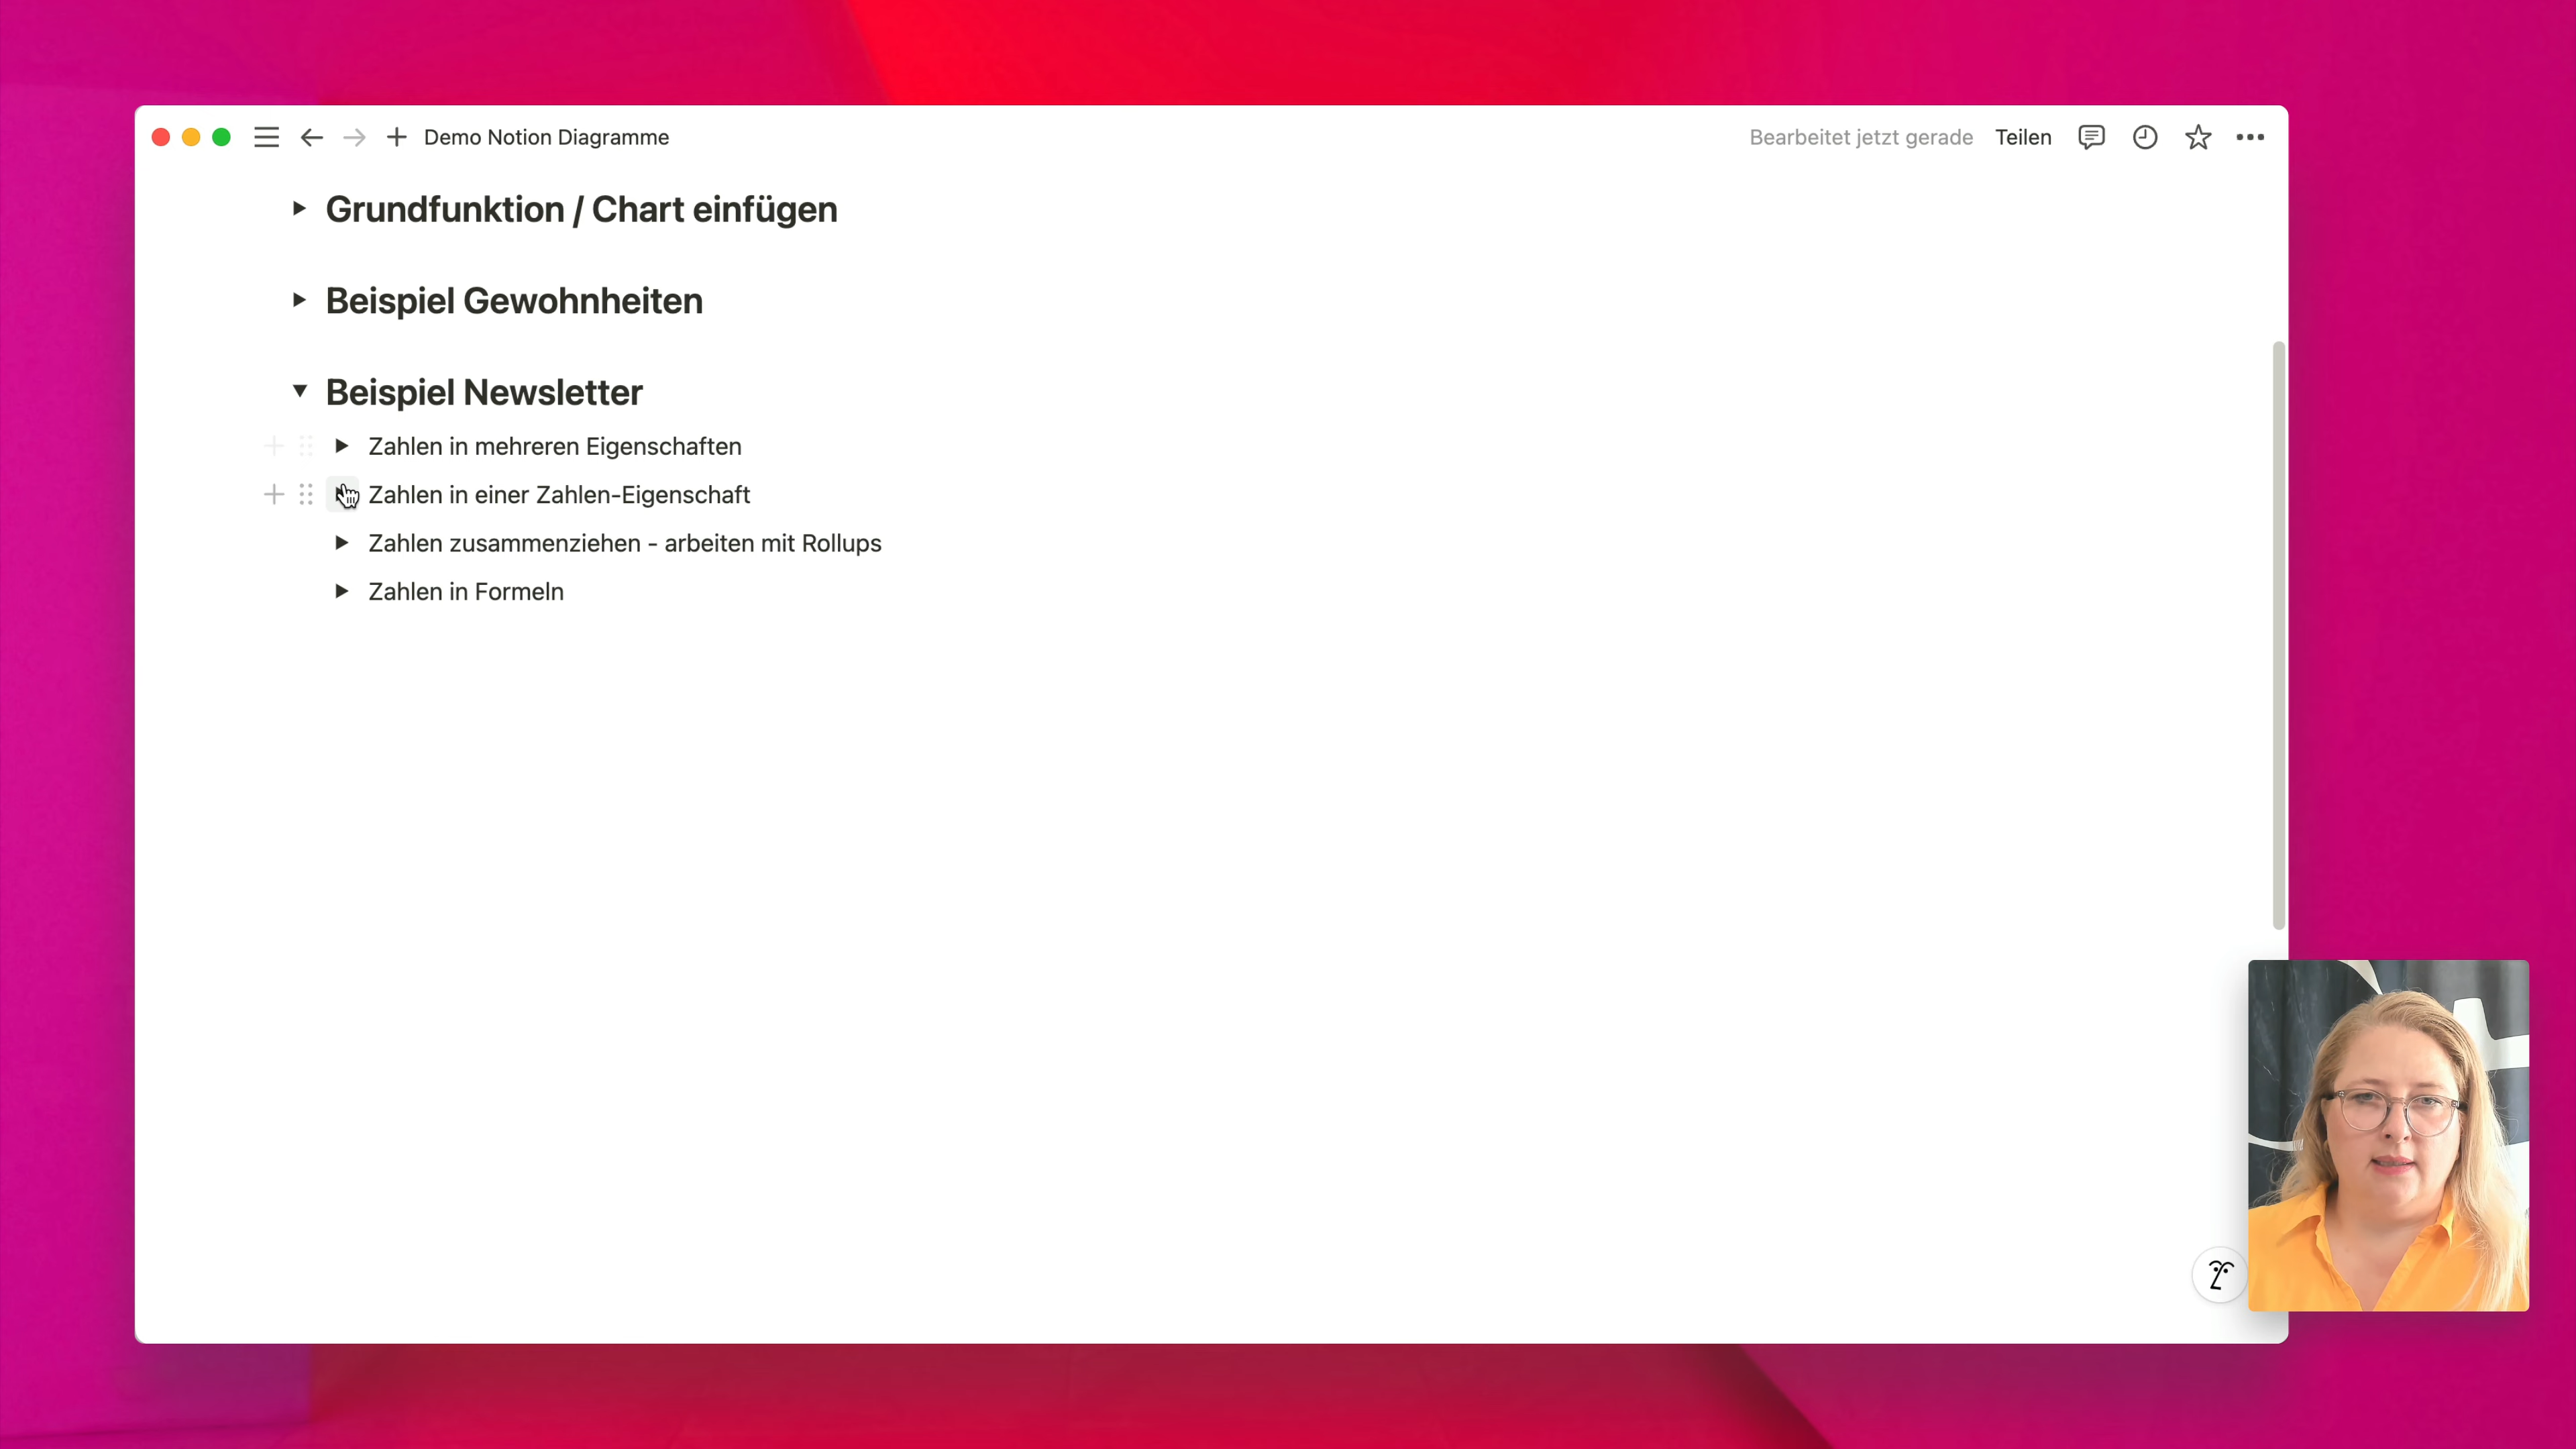 Demo Notion Diagramme
Bearbeitet jetzt gerade Teilen
Grundfunktion / Chart einfügen
Beispiel Gewohnheiten
Beispiel Newsletter
Zahlen in mehreren Eigenschaften
Zahlen in einer Zahlen-Eigenschaft
Zahlen zusammenziehen - arbeiten mit Rollups
Zahlen in Formeln